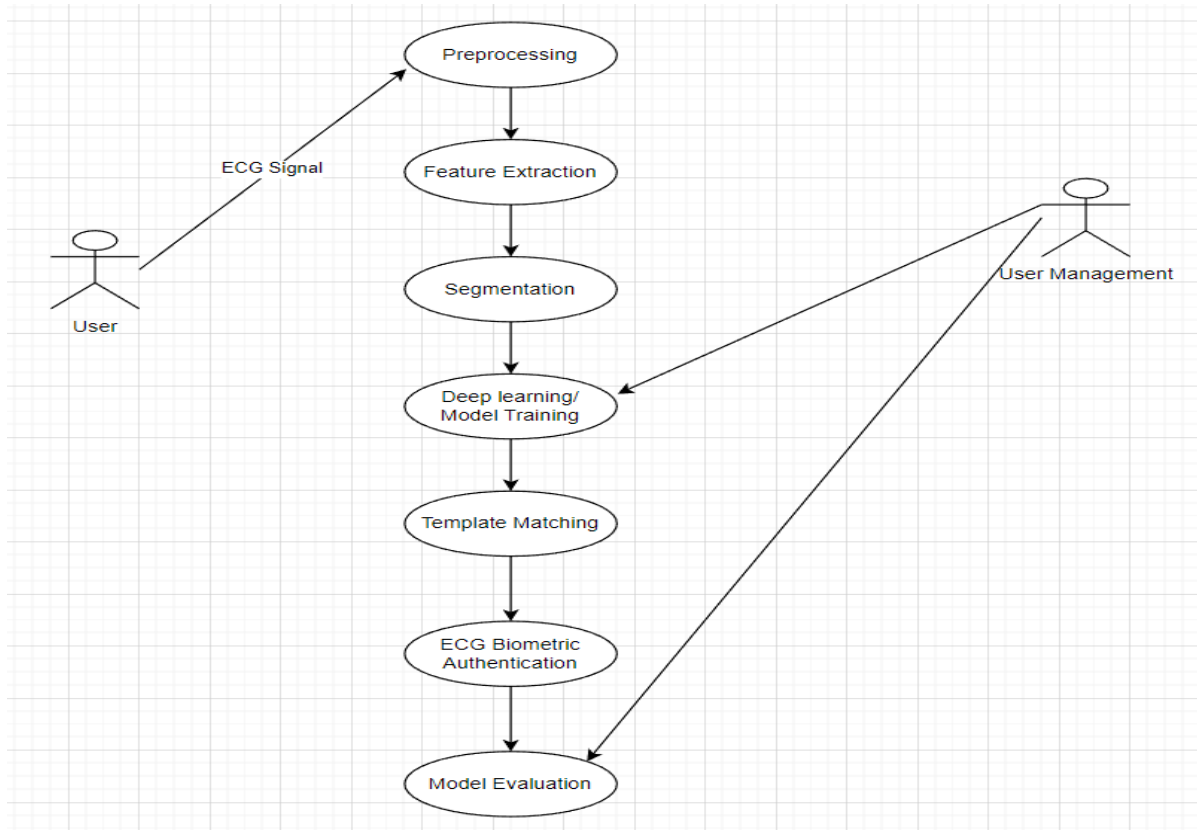 Preprocessing
ECG Signal
Feature Extraction
User
Segmentation
User Management
Deep learning/
Model Training
Template Matching
ECG Biometric
Authentication
Model Evaluation